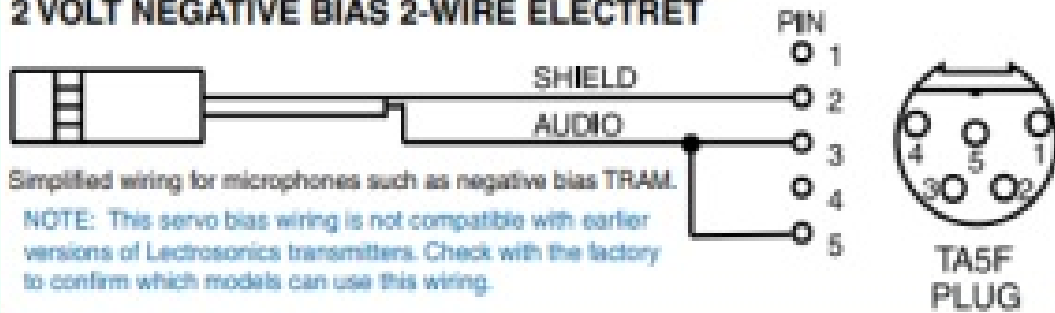 2 VOLT NEGATIVE BIAS 2-WIRE ELECTRET
PIN
1
SHIELD
2
AUDIO
3
4
5
Simplified wiring for microphones such as negative bias TRAM.
NOTE: This servo bias wiring is not compatible with earlier
versions of Lectrosonics transmitters. Check with the factory
to confirm which models can use this wiring.
4
5
1
3
2
TA5F
PLUG